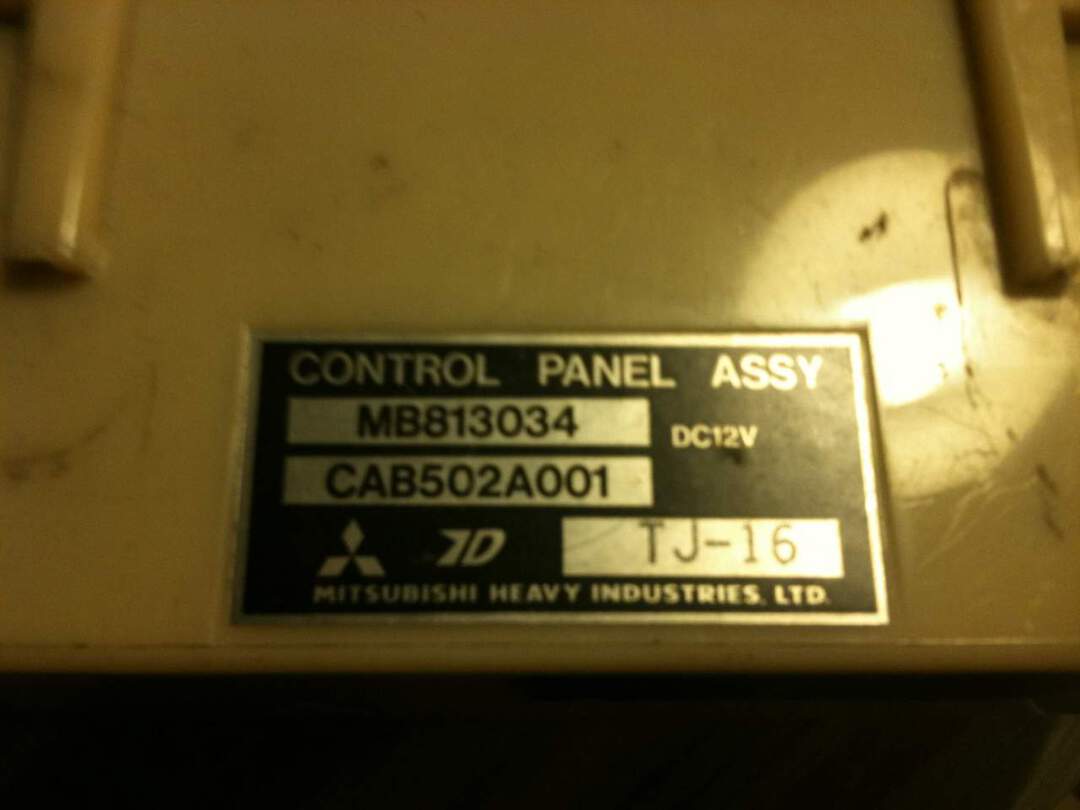 CONTROL PANEL ASSY
MB813034 DC12V
CAB502A001
TJ-16
MITSUBISHI HEAVY INDUSTRIES, LTD.